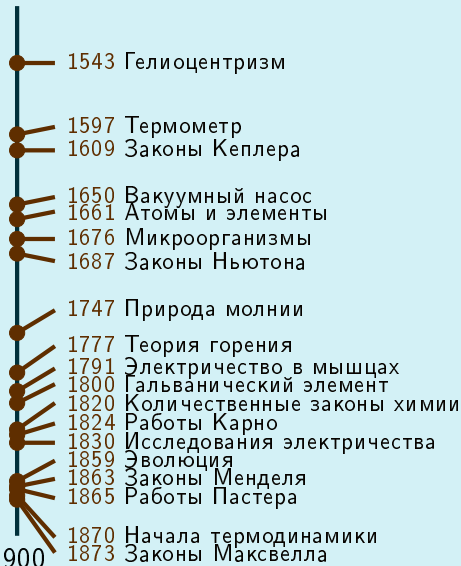 1543 Гелиоцентризм
1597 Термометр
1609 Законы Кеплера
1650 Вакуумный насос
1661 Атомы и элементы
1676 Микроорганизмы
1687 Законы Ньютона
1747 Природа молнии
1777 Теория горения
1791 Электричество в мышцах
1800 Гальванический элемент
1820 Количественные законы химии
1824 Работы Карно
1830 Исследования электричества
1859 Эволюция
1863 Законы Менделя
1865 Работы Пастера
1870 Начала термодинамики
1873 Законы Максвелла
900